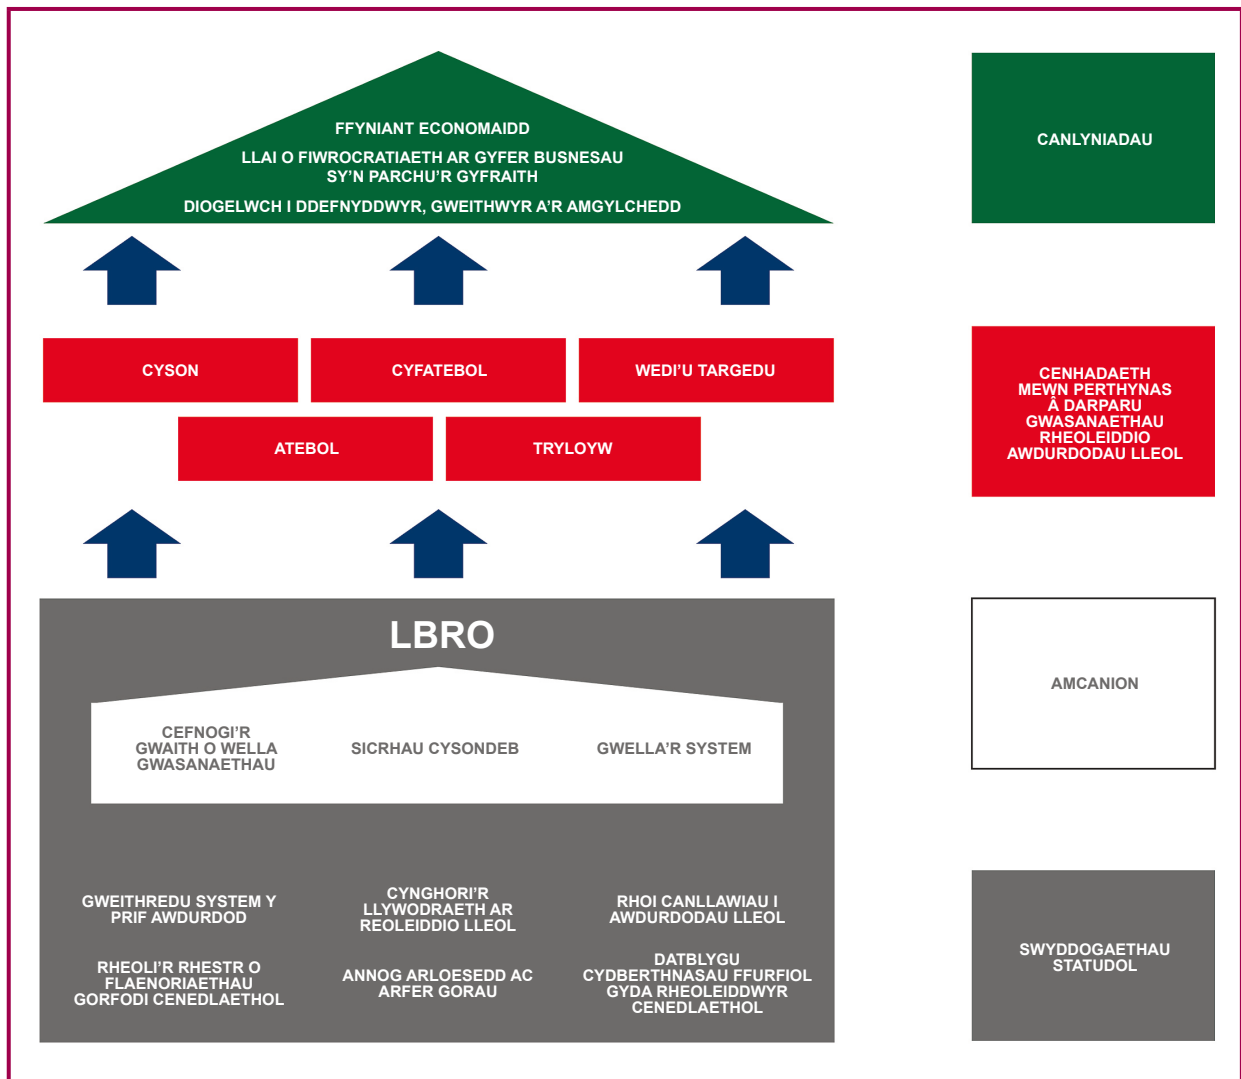 FFYNIANT ECONOMAIDD
LLAI O FIWROCRATIAETH AR GYFER BUSNESAU
SY’N PARCHU’R GYFRAITH
DIOGELWCH I DDEFNYDDWYR, GWEITHWYR A’R AMGYLCHEDD
CANLYNIADAU
CYSON
CYFATEBOL
WEDI’U TARGEDU
ATEBOL
TRYLOYW
CENHADAETH
MEWN PERTHYNAS
Â DARPARU
GWASANAETHAU
RHEOLEIDDIO
AWDURDODAU LLEOL
LBRO
CEFNOGI’R
GWAITH O WELLA
GWASANAETHAU
SICRHAU CYSONDEB
GWELLA’R SYSTEM
AMCANION
GWEITHREDU SYSTEM Y
PRIF AWDURDOD
CYNGHORI’R
LLYWODRAETH AR
REOLEIDDIO LLEOL
RHOI CANLLAWIAU I
AWDURDODAU LLEOL
RHEOLI’R RHESTR O
FLAENORIAETHAU
GORFODI CENEDLAETHOL
ANNOG ARLOESEDD AC
ARFER GORAU
DATBLYGU
CYDBERTHNASAU FFURFIOL
GYDA RHEOLEIDDWYR
CENEDLAETHOL
SWYDDOGAETHAU
STATUDOL